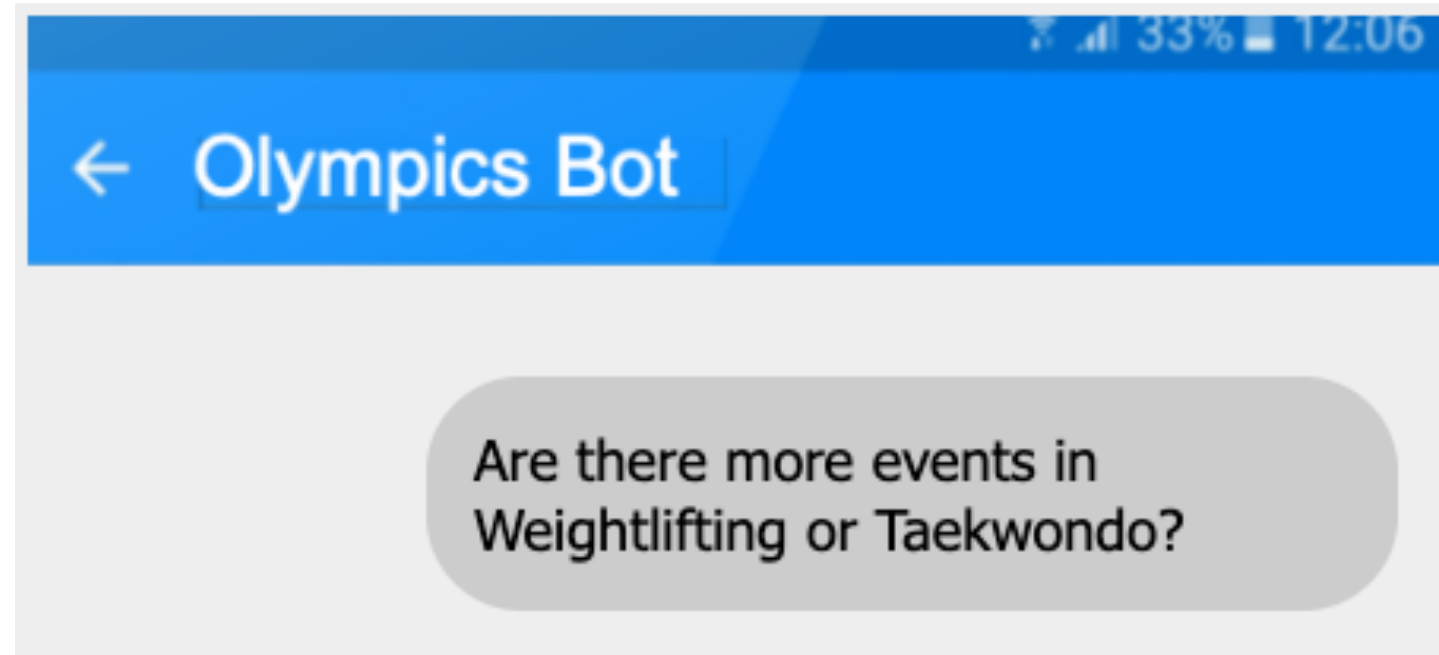 33% 12:06
← Olympics Bot
Are there more events in
Weightlifting or Taekwondo?